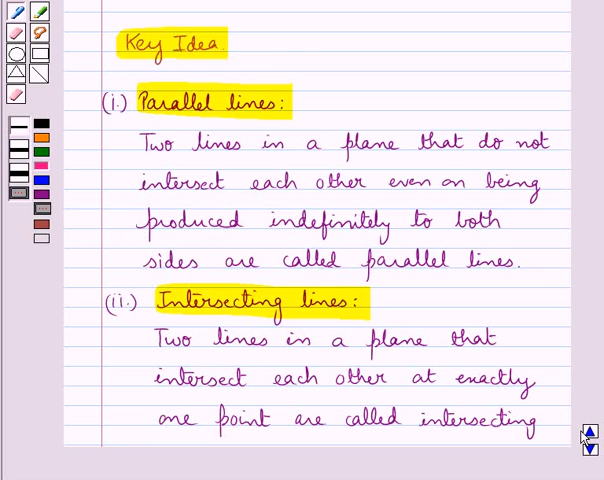 Key Idea.
(i.) Parallel lines:
Two lines in a plane that do not
intersect each other even on being
produced indefinitely to both
sides are called parallel lines.
(ii.) Intersecting lines:
Two lines in a plane that
intersect each other at exactly
one point are called intersecting